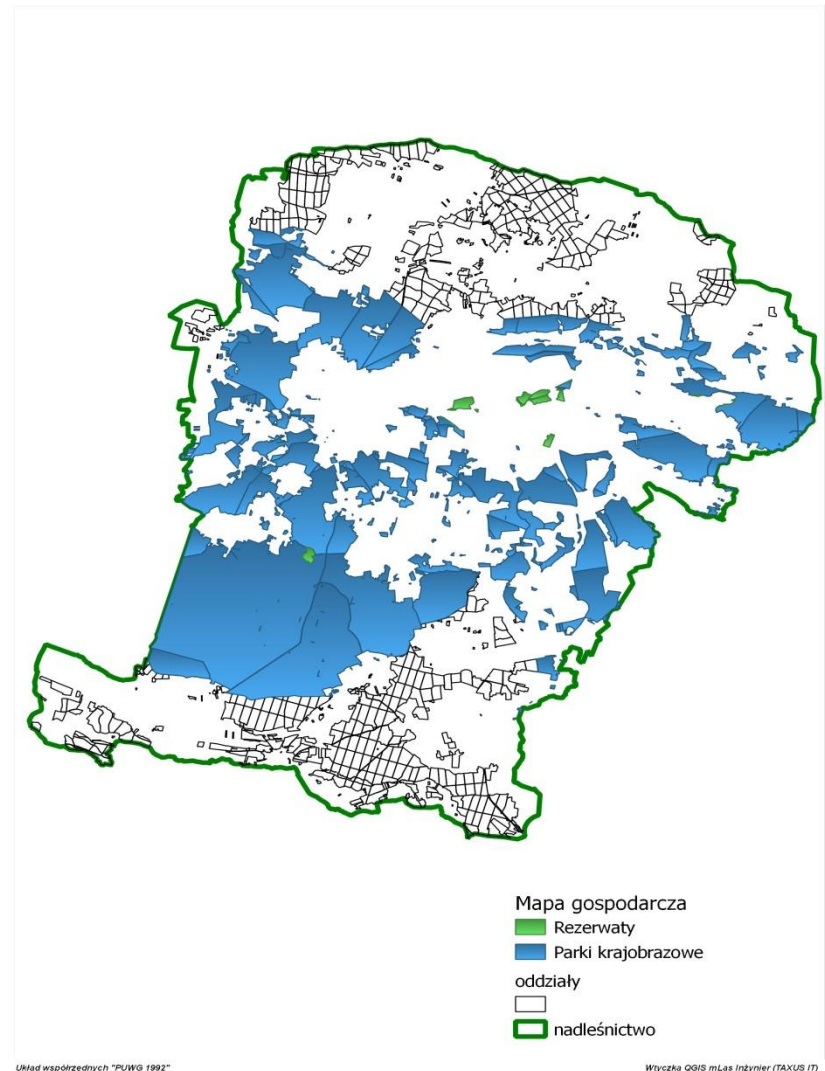 Mapa gospodarcza
Rezerwaty
Parki krajobrazowe
oddziały
nadleśnictwo
Układ współrzędnych "PUWG 1992"
Wtyczka QGIS mLas Inżynier (TAXUS IT)